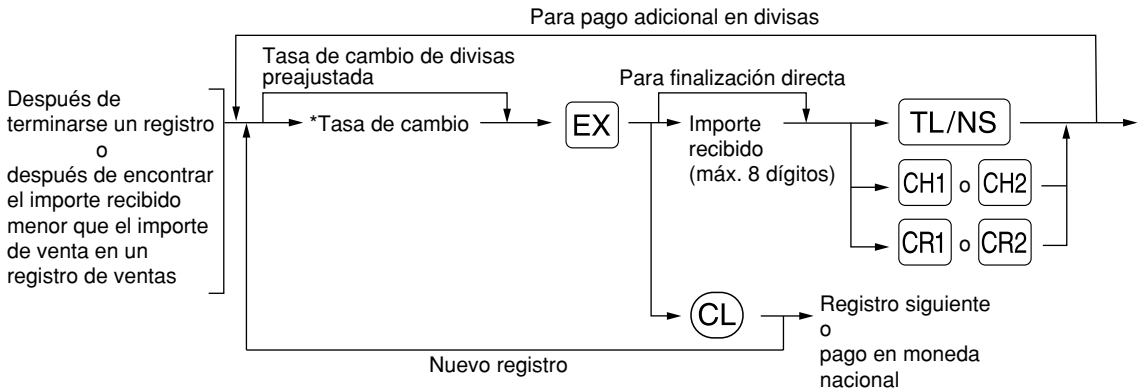 Para pago adicional en divisas
Tasa de cambio de divisas
preajustada
Para finalización directa
Después de
terminarse un registro
o
después de encontrar
el importe recibido
menor que el importe
de venta en un
registro de ventas
*Tasa de cambio
EX
Importe
recibido
(máx. 8 dígitos)
TL/NS
CH1 o CH2
CR1 o CR2
CL
Registro siguiente
o
pago en moneda
nacional
Nuevo registro